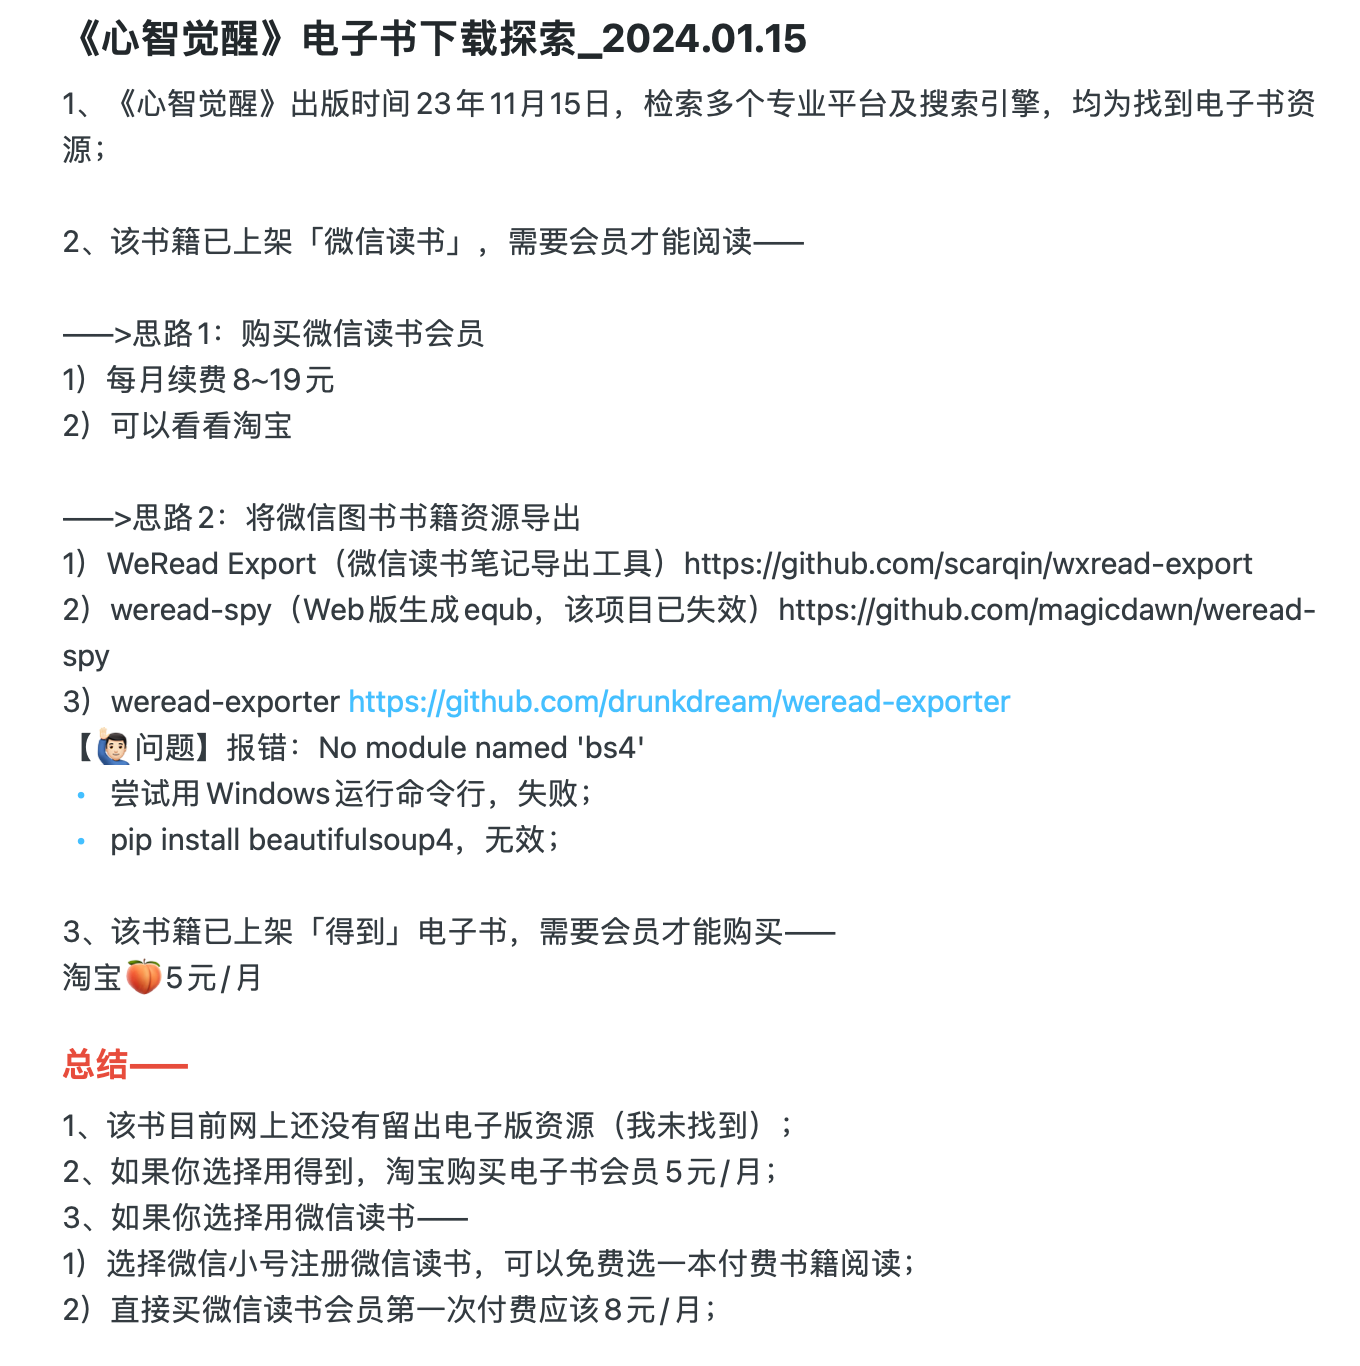 《心智觉醒》电子书下载探索_2024.01.15
1、《心智觉醒》出版时间23年11月15日，检索多个专业平台及搜索引擎，均为找到电子书资
源；
2、该书籍已上架「微信读书」，需要会员才能阅读——
——>思路1：购买微信读书会员
1）每月续费8~19元
2）可以看看淘宝
——>思路2：将微信图书书籍资源导出
1）WeRead Export（微信读书笔记导出工具）https://github.com/scarqin/wxread-export
2）weread-spy（Web版生成equb，该项目已失效）https://github.com/magicdawn/weread-
spy
3）weread-exporter https://github.com/drunkdream/weread-exporter
【🙋🏻‍♂️问题】报错：No module named 'bs4'
• 尝试用Windows运行命令行，失败；
• pip install beautifulsoup4，无效；
3、该书籍已上架「得到」电子书，需要会员才能购买——
淘宝🍑5元/月
总结——
1、该书目前网上还没有留出电子版资源（我未找到）；
2、如果你选择用得到，淘宝购买电子书会员5元/月；
3、如果你选择用微信读书——
1）选择微信小号注册微信读书，可以免费选一本付费书籍阅读；
2）直接买微信读书会员第一次付费应该8元/月；